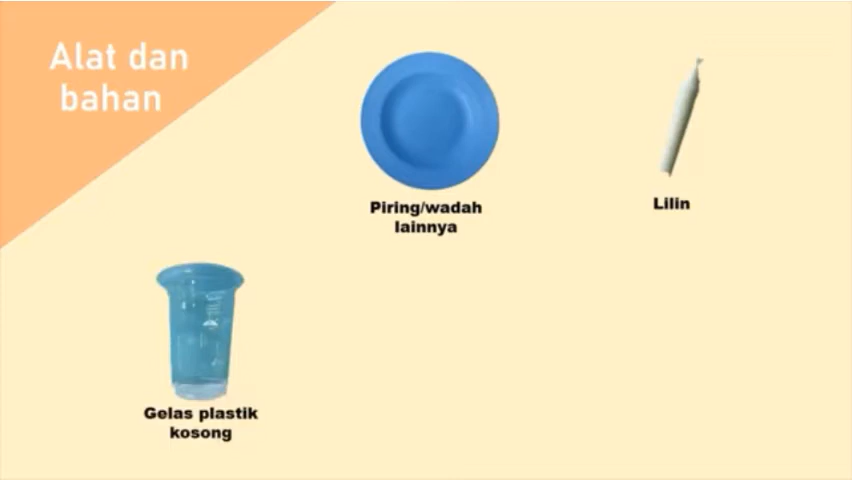 Alat dan
bahan
Piring/wadah
lainnya
Lilin
Gelas plastik
kosong